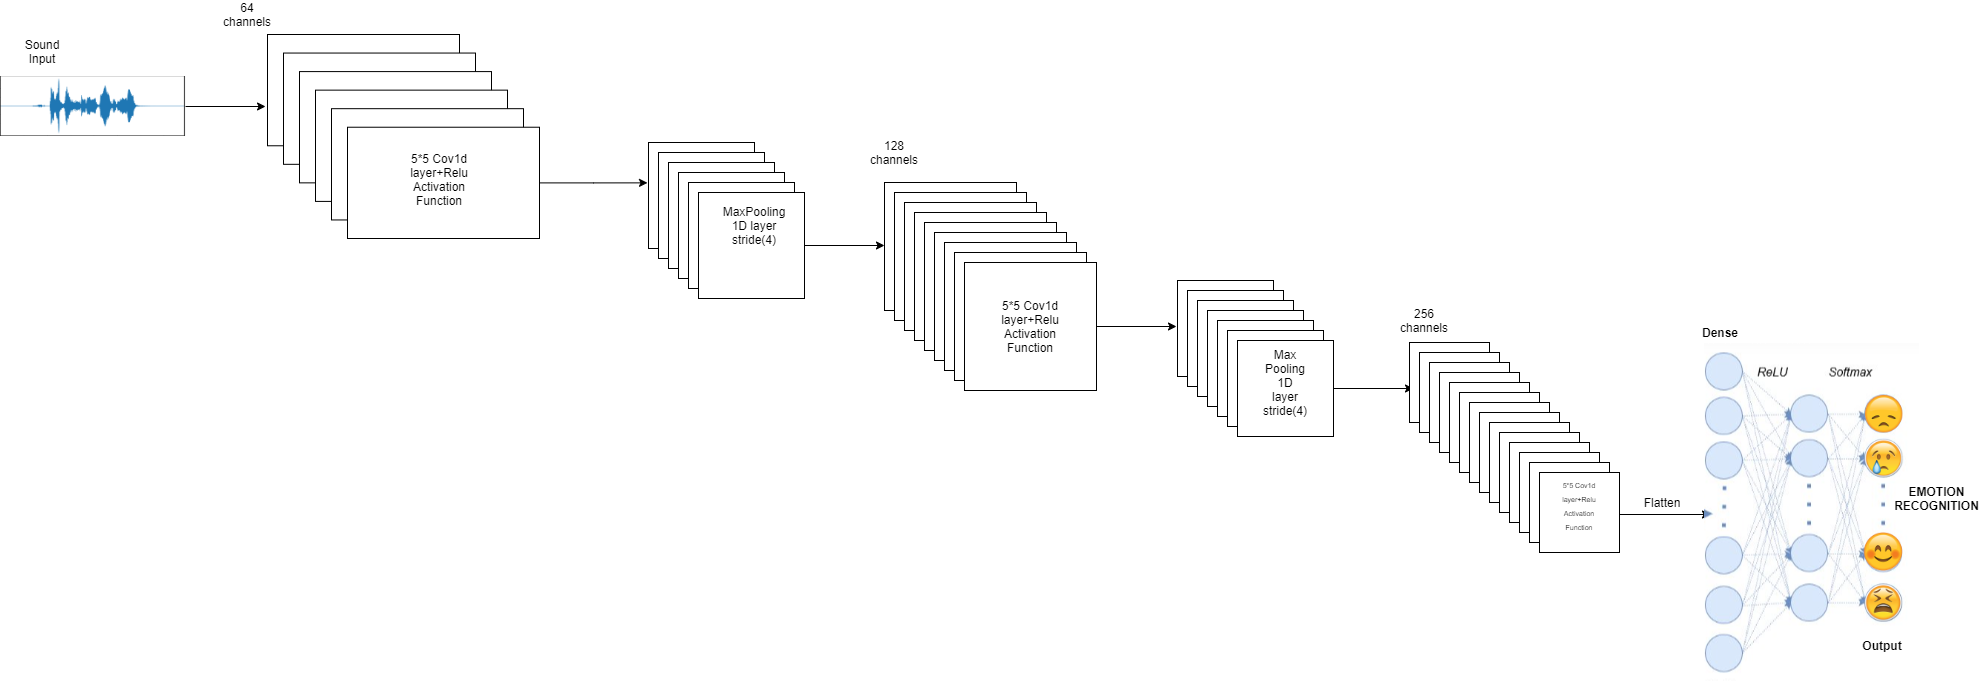 Sound
Input
64
channels
5*5 Cov1d
layer+Relu
Activation
Function
MaxPooling
1D layer
stride(4)
128
channels
5*5 Cov1d
layer+Relu
Activation
Function
Max
Pooling
1D
layer
stride(4)
256
channels
5*5 Cov1d
layer+Relu
Activation
Function
Flatten
Dense
ReLU
Softmax
EMOTION
RECOGNITION
Output